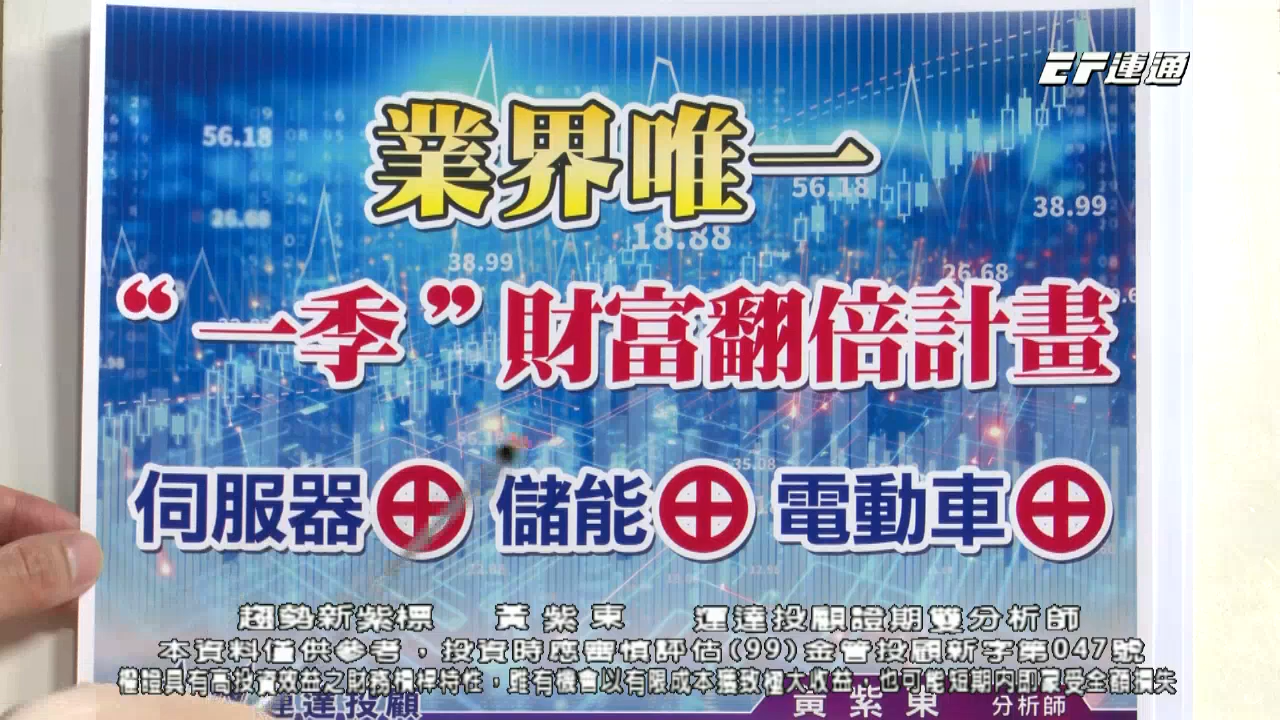 EF運通
業界唯一
56.18
56.18
38.99
26.68
18.88
38.99
26.68
“一季”財富翻倍計畫
35.08
伺服器⊕ 儲能⊕ 電動車⊕
趨勢新紫標 黃紫東 運達投顧證期雙分析師
本資料僅供參考，投資時應審慎評估(99)金管投顧新字第047號
權證具有高投資效益之財務槓桿特性，雖有機會以有限成本獲致極大收益，也可能短期內即蒙受全額損失
運達投顧 黃紫東 分析師